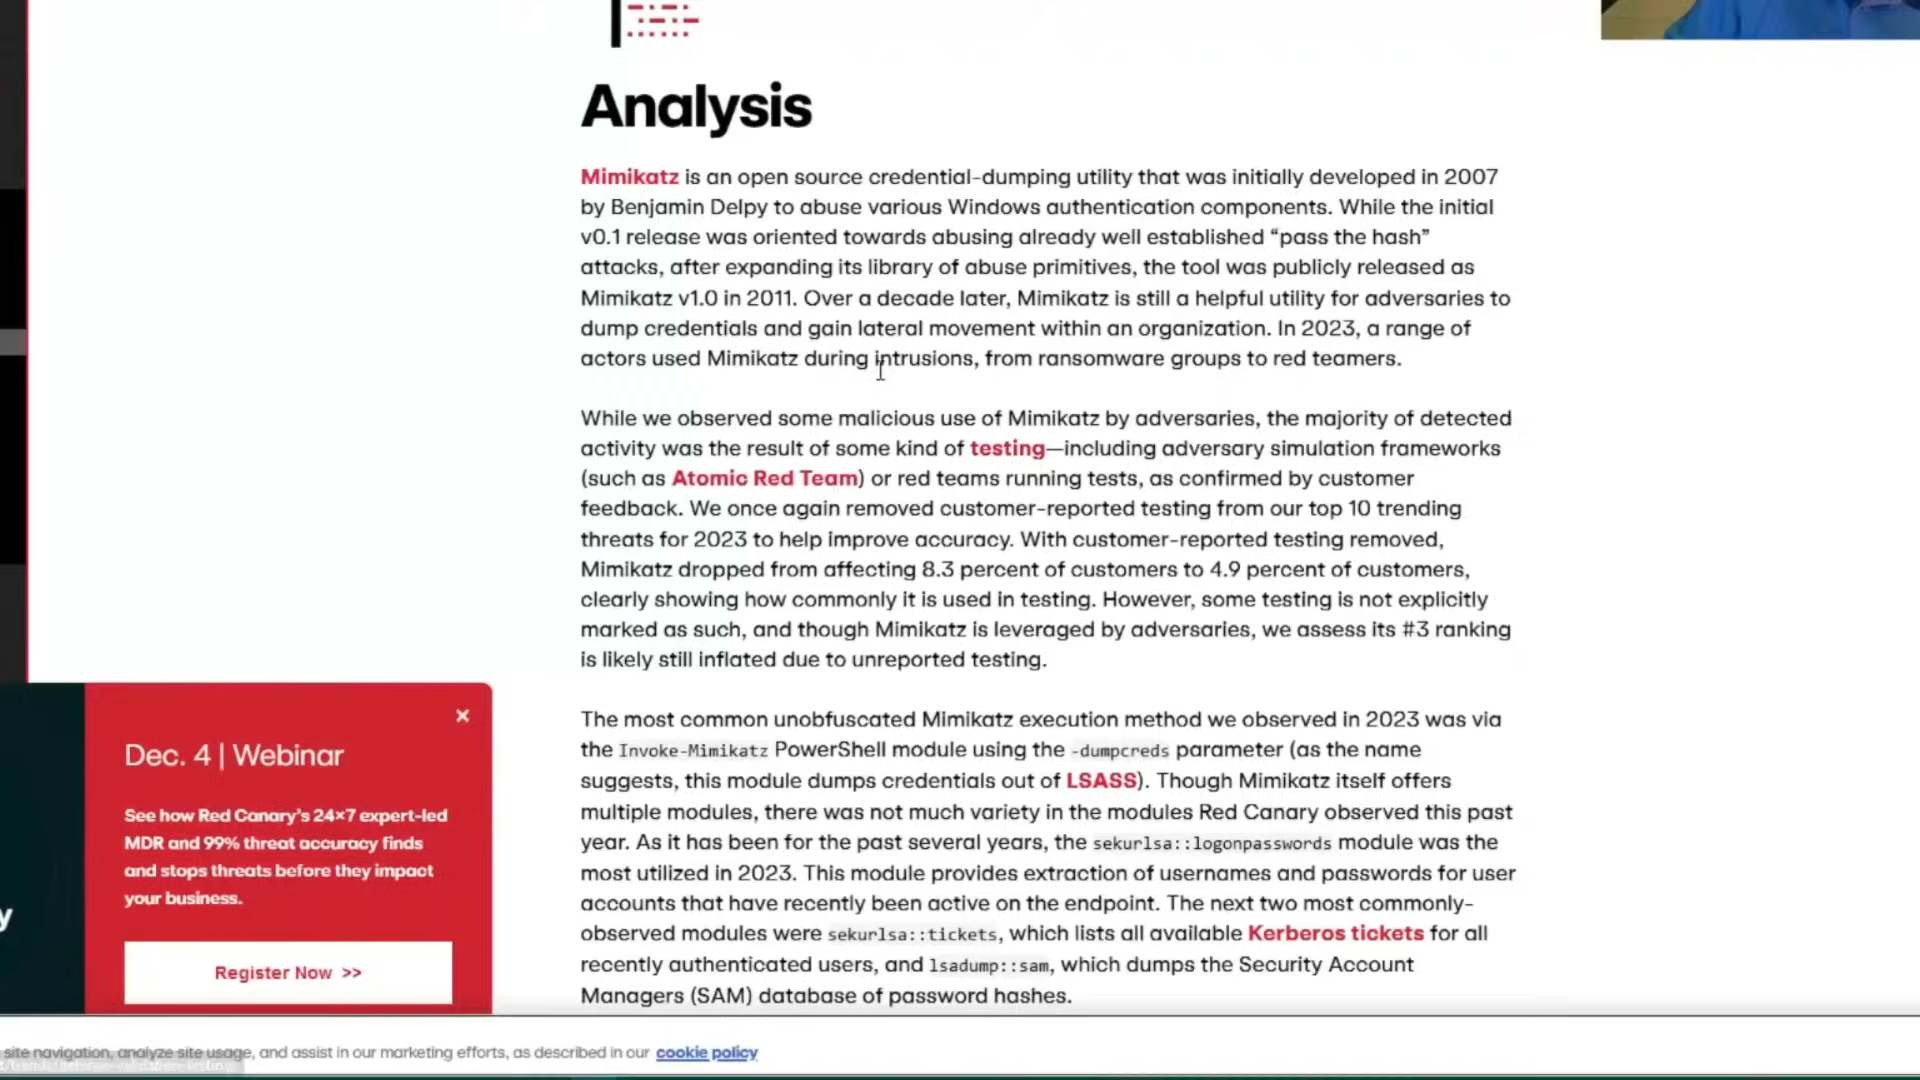 Analysis
Mimikatz is an open source credential-dumping utility that was initially developed in 2007
by Benjamin Delpy to abuse various Windows authentication components. While the initial
v0.1 release was oriented towards abusing already well established “pass the hash”
attacks, after expanding its library of abuse primitives, the tool was publicly released as
Mimikatz v1.0 in 2011. Over a decade later, Mimikatz is still a helpful utility for adversaries to
dump credentials and gain lateral movement within an organization. In 2023, a range of
actors used Mimikatz during intrusions, from ransomware groups to red teamers.
While we observed some malicious use of Mimikatz by adversaries, the majority of detected
activity was the result of some kind of testing—including adversary simulation frameworks
(such as Atomic Red Team) or red teams running tests, as confirmed by customer
feedback. We once again removed customer-reported testing from our top 10 trending
threats for 2023 to help improve accuracy. With customer-reported testing removed,
Mimikatz dropped from affecting 8.3 percent of customers to 4.9 percent of customers,
clearly showing how commonly it is used in testing. However, some testing is not explicitly
marked as such, and though Mimikatz is leveraged by adversaries, we assess its #3 ranking
is likely still inflated due to unreported testing.
The most common unobfuscated Mimikatz execution method we observed in 2023 was via
the Invoke-Mimikatz PowerShell module using the -dumpcreds parameter (as the name
suggests, this module dumps credentials out of LSASS). Though Mimikatz itself offers
multiple modules, there was not much variety in the modules Red Canary observed this past
year. As it has been for the past several years, the sekurlsa::logonpasswords module was the
most utilized in 2023. This module provides extraction of usernames and passwords for user
accounts that have recently been active on the endpoint. The next two most commonly-
observed modules were sekurlsa::tickets, which lists all available Kerberos tickets for all
recently authenticated users, and lsadump::sam, which dumps the Security Account
Managers (SAM) database of password hashes.
y
×
Dec. 4 | Webinar
See how Red Canary’s 24×7 expert-led
MDR and 99% threat accuracy finds
and stops threats before they impact
your business.
Register Now >>
site navigation, analyze site usage, and assist in our marketing efforts, as described in our cookie policy